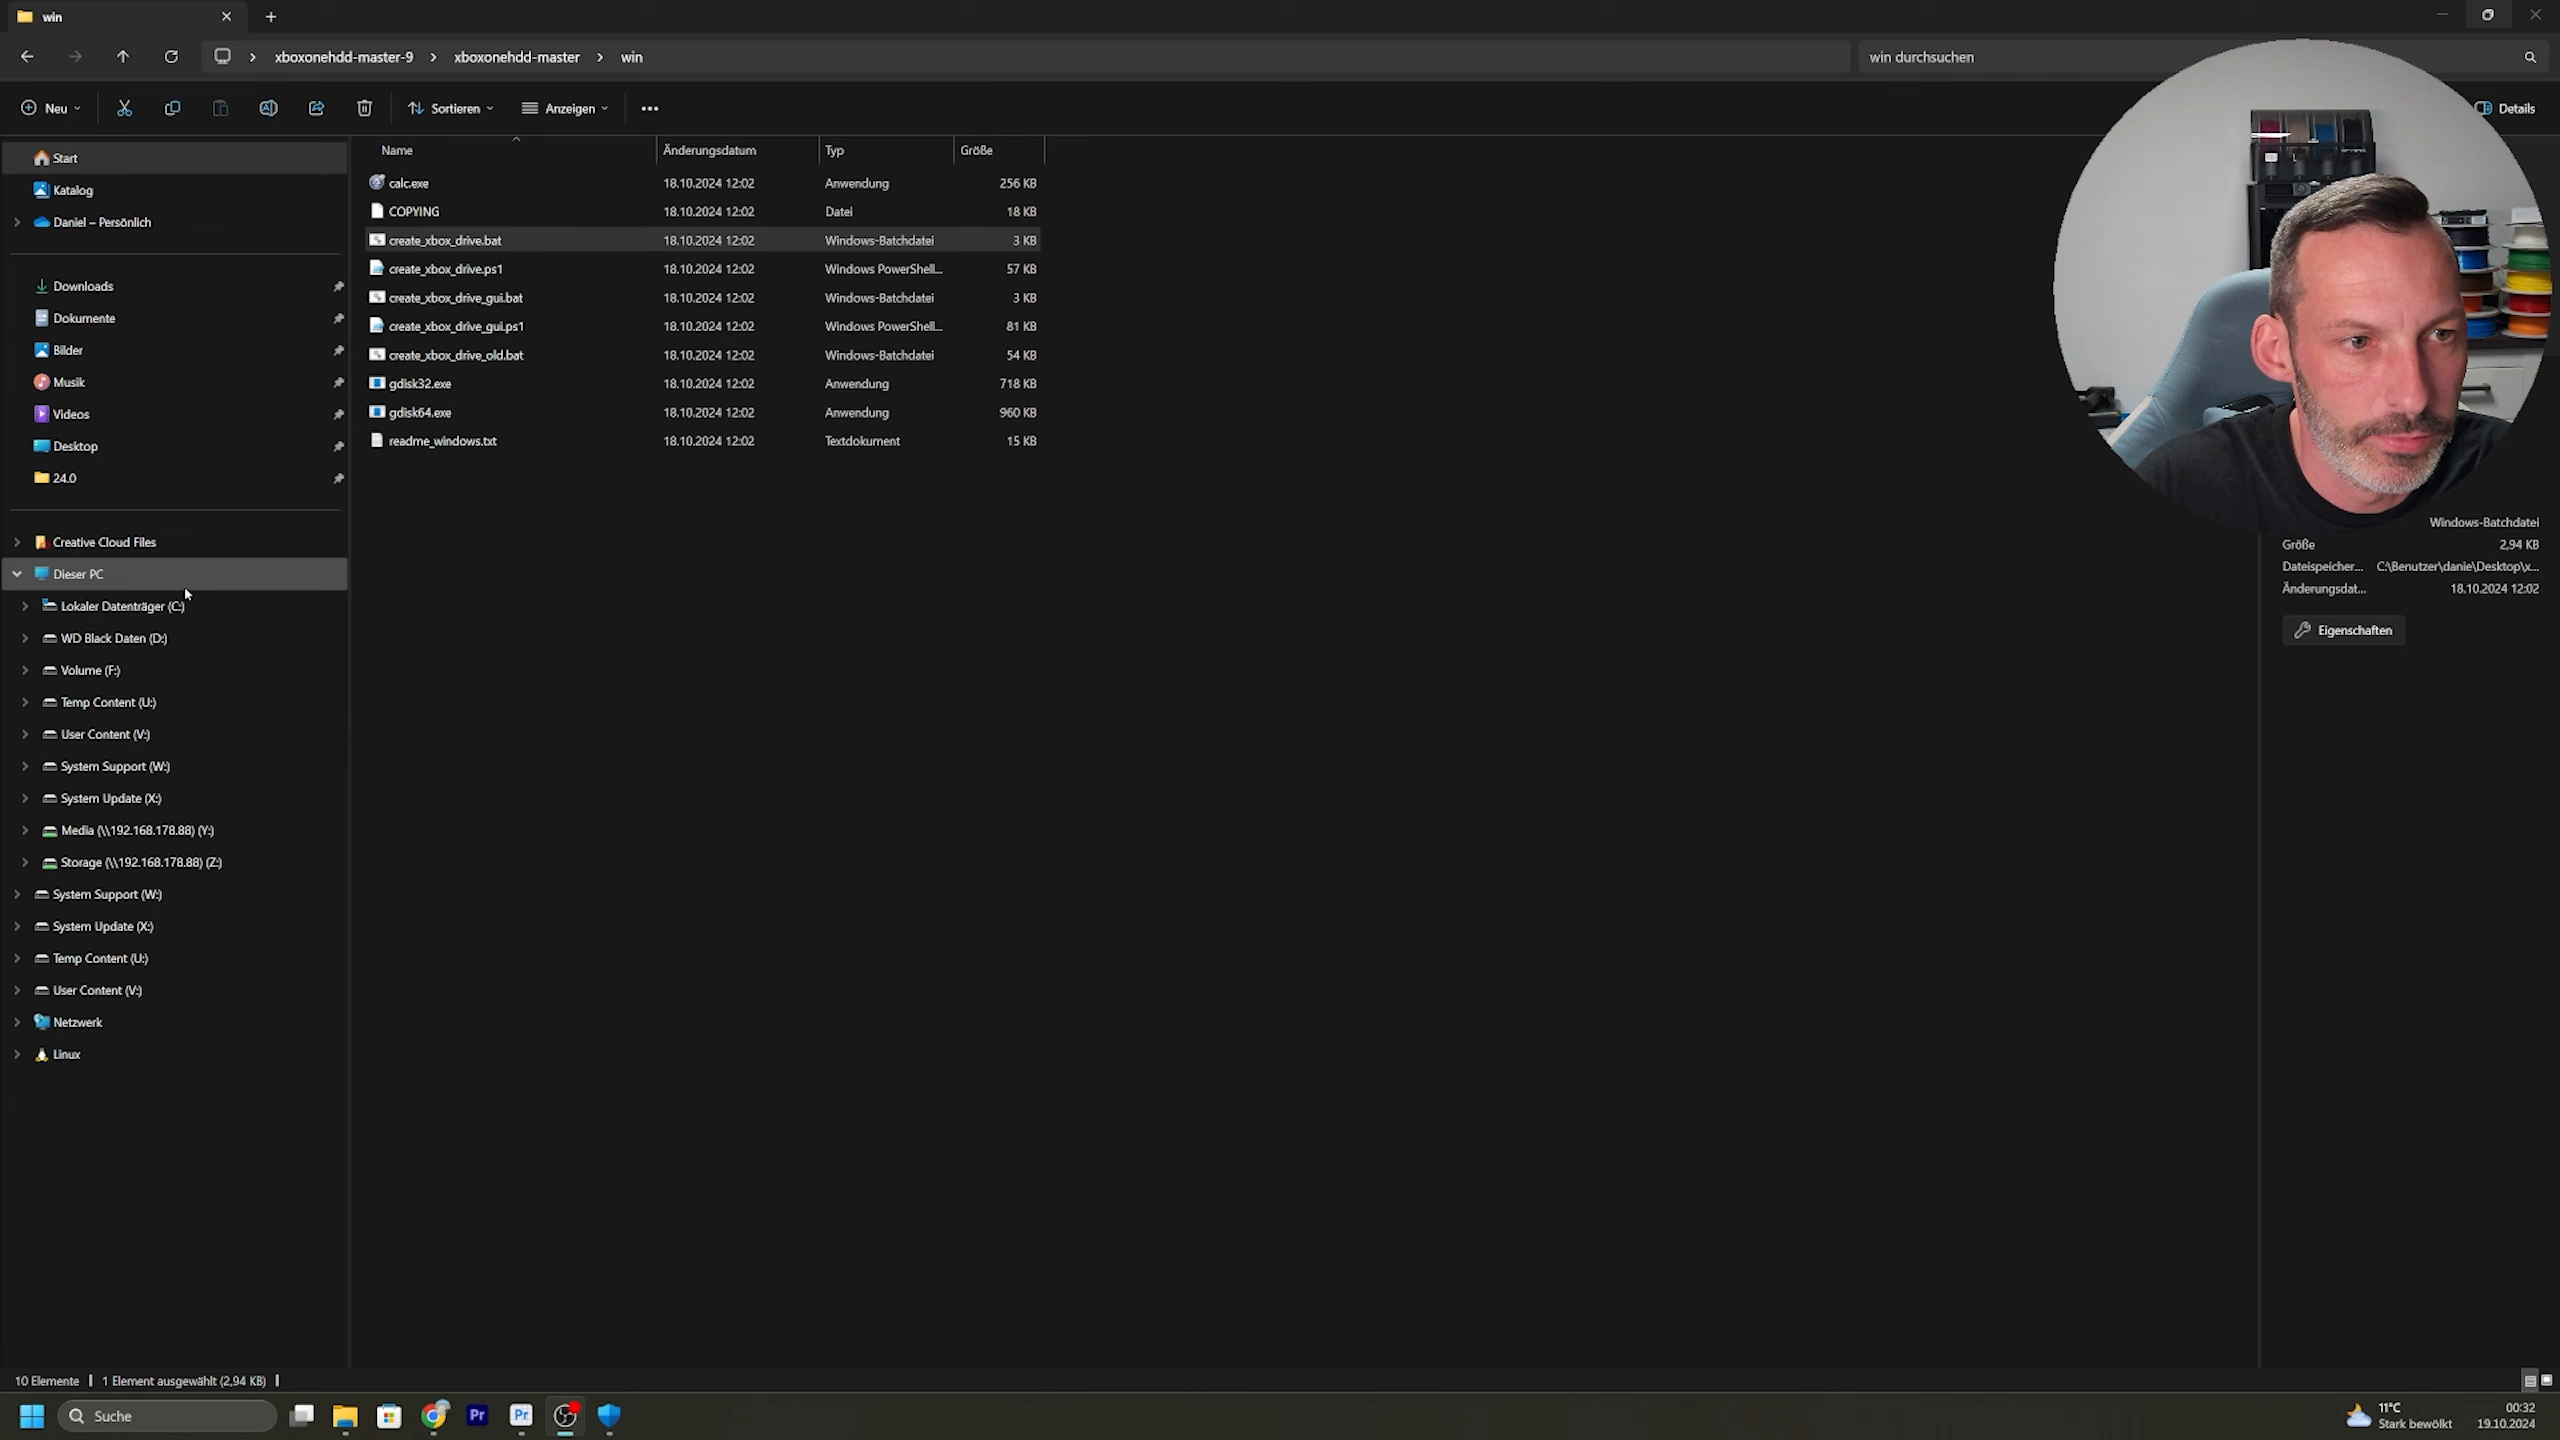 win
xboxonehdd-master-9 > xboxonehdd-master > win
win durchsuchen
Neu
Sortieren
Anzeigen
Details
Start
Katalog
Daniel – Persönlich
Downloads
Dokumente
Bilder
Musik
Videos
Desktop
24.0
Creative Cloud Files
Dieser PC
Lokaler Datenträger (C:)
WD Black Daten (D:)
Volume (F:)
Temp Content (U:)
User Content (V:)
System Support (W:)
System Update (X:)
Media (\\192.168.178.88) (Y:)
Storage (\\192.168.178.88) (Z:)
System Support (W:)
System Update (X:)
Temp Content (U:)
User Content (V:)
Netzwerk
Linux
Name Änderungsdatum Typ Größe
calc.exe 18.10.2024 12:02 Anwendung 256 KB
COPYING 18.10.2024 12:02 Datei 18 KB
create_xbox_drive.bat 18.10.2024 12:02 Windows-Batchdatei 3 KB
create_xbox_drive.ps1 18.10.2024 12:02 Windows PowerShell... 57 KB
create_xbox_drive_gui.bat 18.10.2024 12:02 Windows-Batchdatei 3 KB
create_xbox_drive_gui.ps1 18.10.2024 12:02 Windows PowerShell... 81 KB
create_xbox_drive_old.bat 18.10.2024 12:02 Windows-Batchdatei 54 KB
gdisk32.exe 18.10.2024 12:02 Anwendung 718 KB
gdisk64.exe 18.10.2024 12:02 Anwendung 960 KB
readme_windows.txt 18.10.2024 12:02 Textdokument 15 KB
Windows-Batchdatei
Größe 2,94 KB
Dateispeicher... C:\Benutzer\danie\Desktop\x...
Änderungsdat... 18.10.2024 12:02
Eigenschaften
10 Elemente
1 Element ausgewählt (2,94 KB)
Suche
Pr
Pr
11°C
Stark bewölkt
00:32
19.10.2024